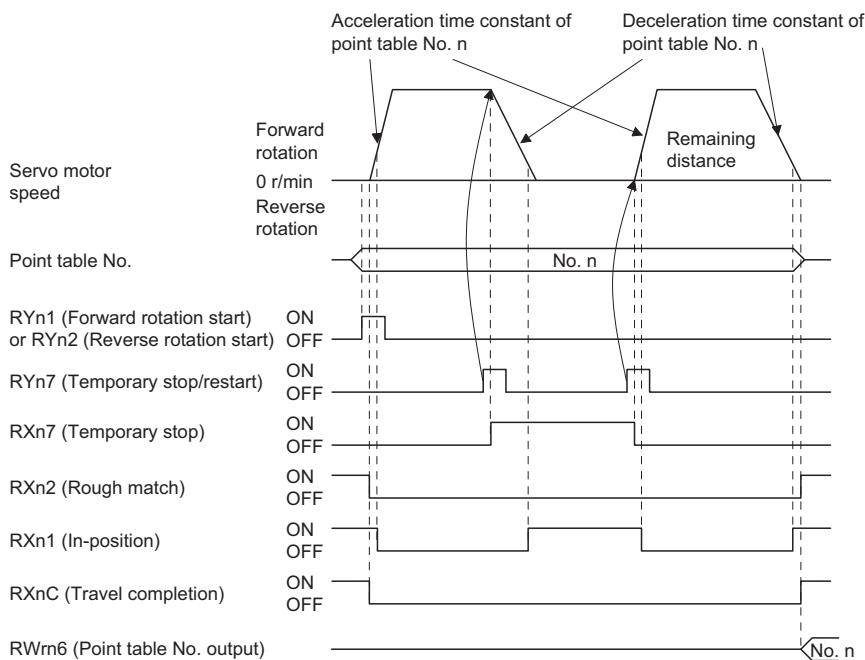 Acceleration time constant of
point table No. n
Deceleration time constant of
point table No. n
Servo motor
speed
Forward
rotation
0 r/min
Reverse
rotation
Remaining
distance
Point table No.
No. n
RYn1 (Forward rotation start)
or RYn2 (Reverse rotation start)
ON
OFF
RYn7 (Temporary stop/restart)
ON
OFF
RXn7 (Temporary stop)
ON
OFF
RXn2 (Rough match)
ON
OFF
RXn1 (In-position)
ON
OFF
RXnC (Travel completion)
ON
OFF
RWrn6 (Point table No. output)
No. n